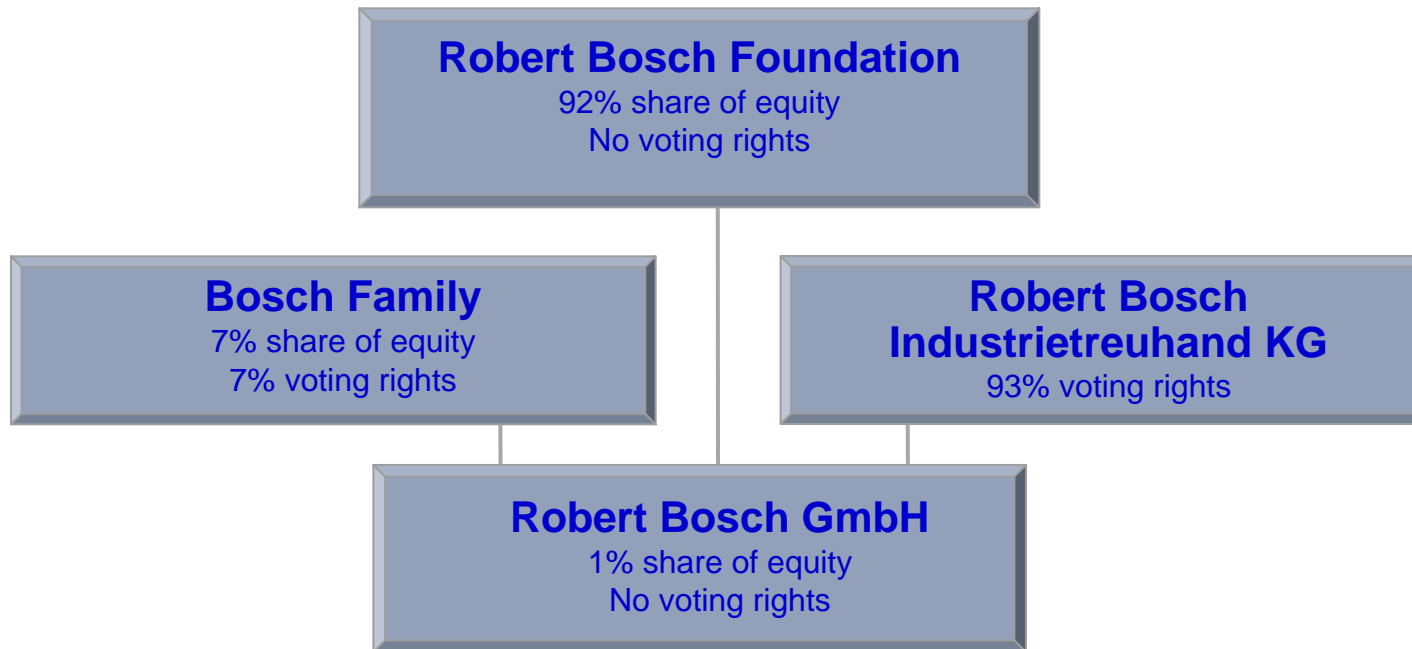 Robert Bosch Foundation
92% share of equity
No voting rights
Bosch Family
7% share of equity
7% voting rights
Robert Bosch
Industrietreuhand KG
93% voting rights
Robert Bosch GmbH
1% share of equity
No voting rights